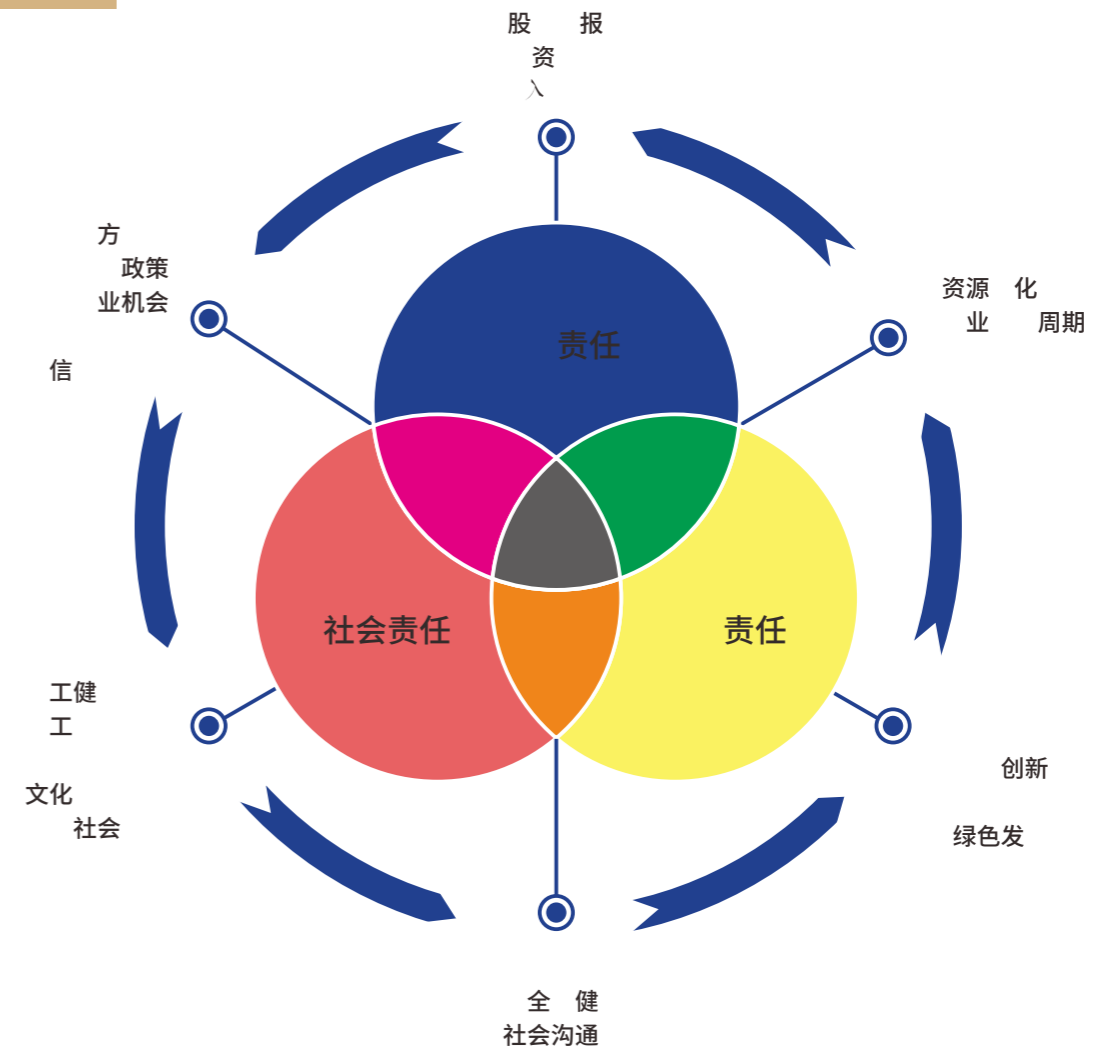 股 报
资
入
方
政策
业机会
信
资源 化
业 周期
责任
社会责任
责任
工健
工
文化
社会
创新
绿色发
全 健
社会沟通